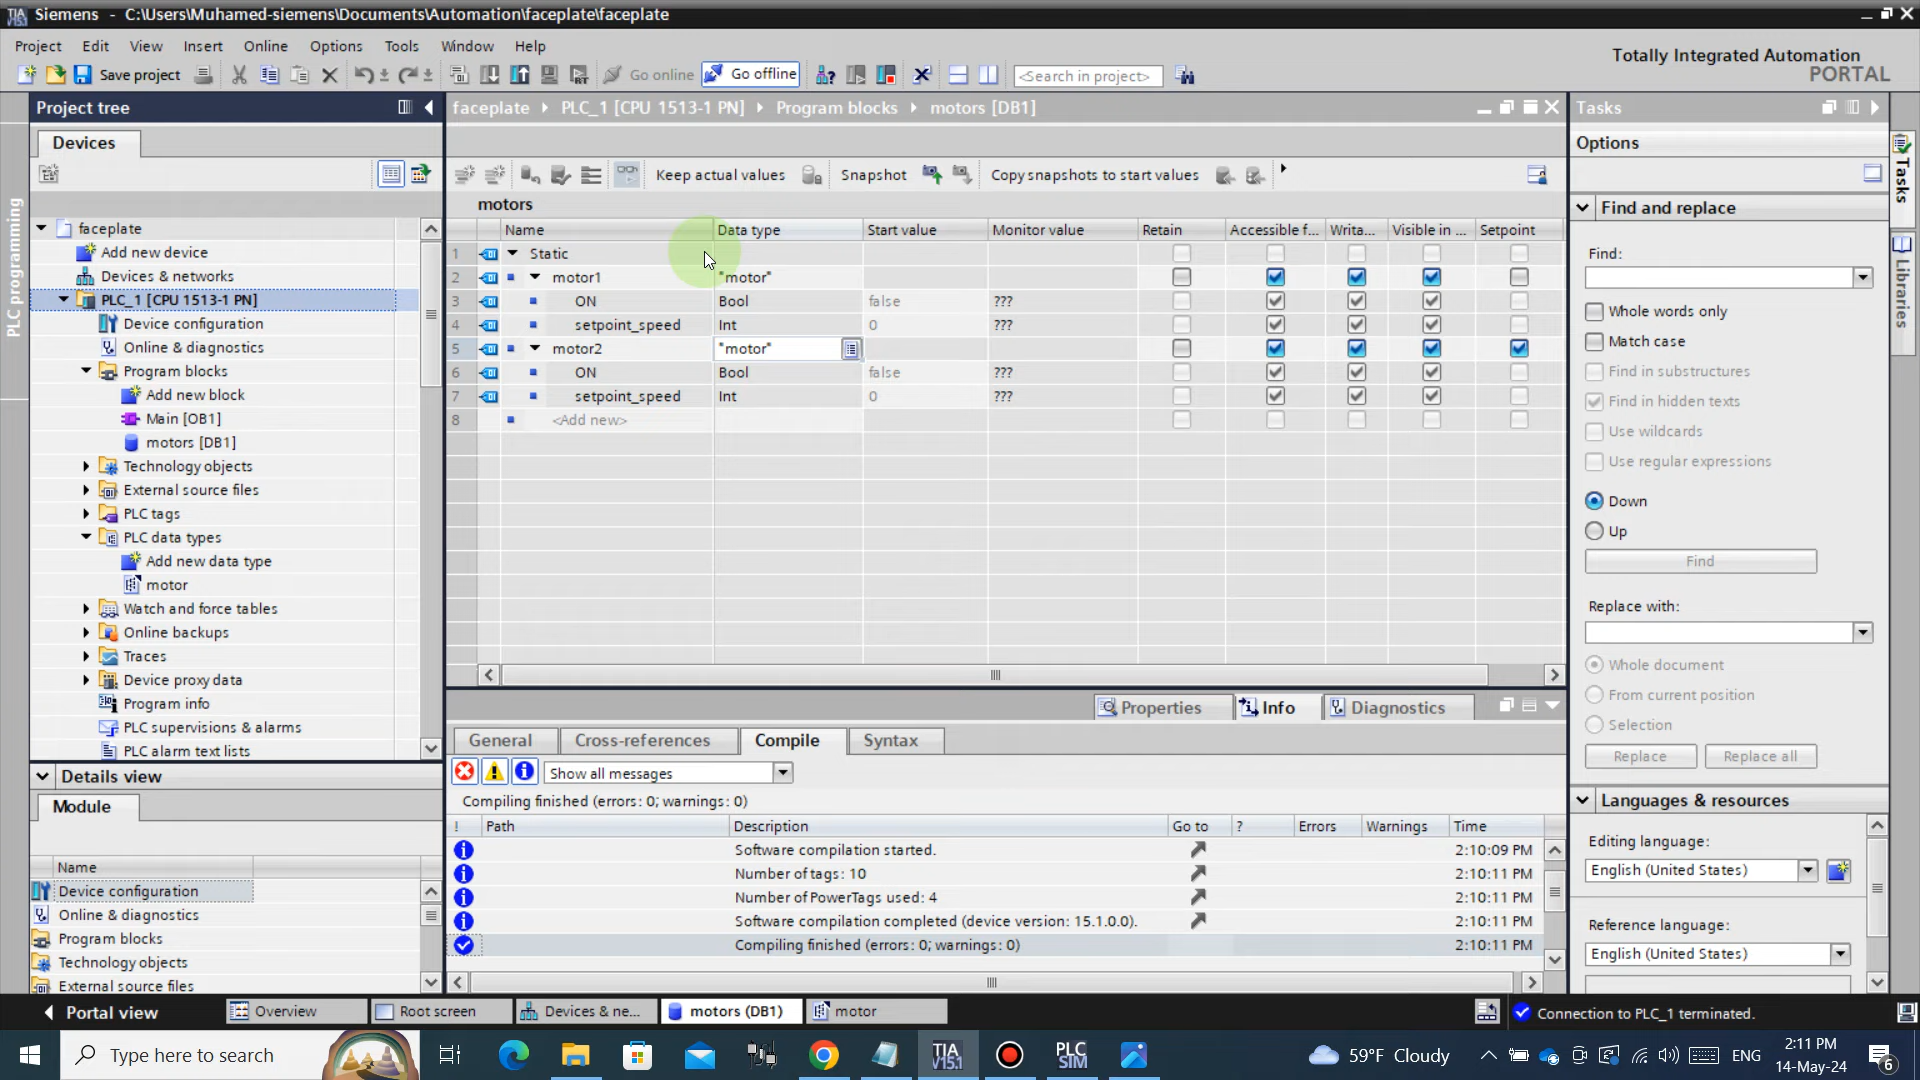 Siemens - C:\Users\Muhamed-siemens\Documents\Automation\faceplate\faceplate
Project Edit View Insert Online Options Tools Window Help
Totally Integrated Automation
PORTAL
Save project
Go online
Go offline
<Search in project>
Project tree
faceplate
PLC_1 [CPU 1513-1 PN]
Program blocks
motors [DB1]
Tasks
Devices
Options
Keep actual values
Snapshot
Copy snapshots to start values
PLC programming
motors
Name Data type Start value Monitor value Retain Accessible f... Writa... Visible in ... Setpoint
1 Static
2 motor1 "motor"
3 ON Bool false ???
4 setpoint_speed Int 0 ???
5 motor2 "motor"
6 ON Bool false ???
7 setpoint_speed Int 0 ???
8 <Add new>
faceplate
Add new device
Devices & networks
PLC_1 [CPU 1513-1 PN]
Device configuration
Online & diagnostics
Program blocks
Add new block
Main [OB1]
motors [DB1]
Technology objects
External source files
PLC tags
PLC data types
Add new data type
motor
Watch and force tables
Online backups
Traces
Device proxy data
Program info
PLC supervisions & alarms
PLC alarm text lists
Details view
Module
Name
Device configuration
Online & diagnostics
Program blocks
Technology objects
External source files
Properties
Info
Diagnostics
General
Cross-references
Compile
Syntax
Show all messages
Compiling finished (errors: 0; warnings: 0)
! Path Description Go to ? Errors Warnings Time
Software compilation started. 2:10:09 PM
Number of tags: 10 2:10:11 PM
Number of PowerTags used: 4 2:10:11 PM
Software compilation completed (device version: 15.1.0.0). 2:10:11 PM
Compiling finished (errors: 0; warnings: 0) 2:10:11 PM
Find and replace
Find:
Whole words only
Match case
Find in substructures
Find in hidden texts
Use wildcards
Use regular expressions
Down
Up
Find
Replace with:
Whole document
From current position
Selection
Replace
Replace all
Languages & resources
Editing language:
English (United States)
Reference language:
English (United States)
Tasks
Libraries
Portal view
Overview
Root screen
Devices & ne...
motors (DB1)
motor
Connection to PLC_1 terminated.
Type here to search
TIA
V15.1
PLC
SIM
59°F Cloudy
ENG
2:11 PM
14-May-24
6